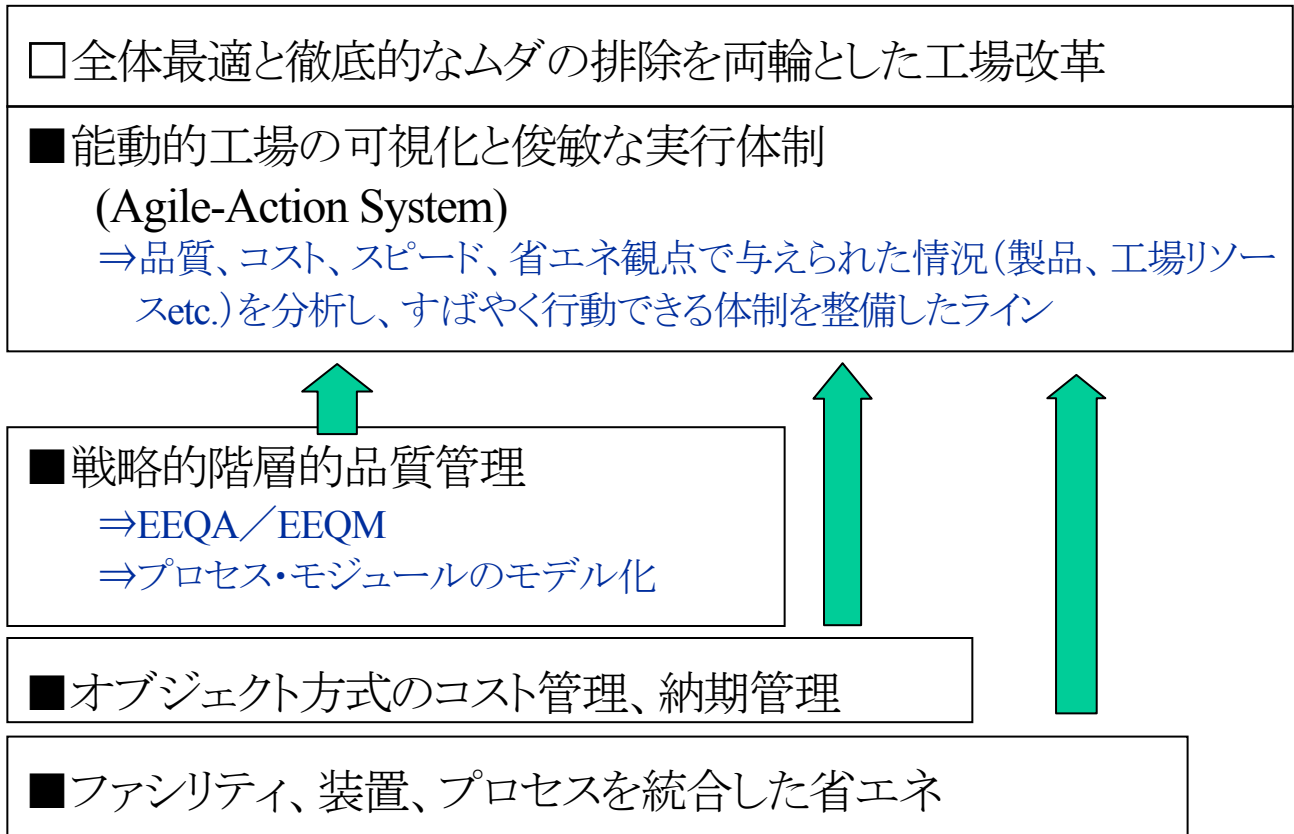 □全体最適と徹底的なムダの排除を両輪とした工場改革
■能動的工場の可視化と俊敏な実行体制
(Agile-Action System)
⇒品質、コスト、スピード、省エネ観点で与えられた情況(製品、工場リソー
スetc.)を分析し、すばやく行動できる体制を整備したライン
■戦略的階層的品質管理
⇒EEQA／EEQM
⇒プロセス・モジュールのモデル化
■オブジェクト方式のコスト管理、納期管理
■ファシリティ、装置、プロセスを統合した省エネ